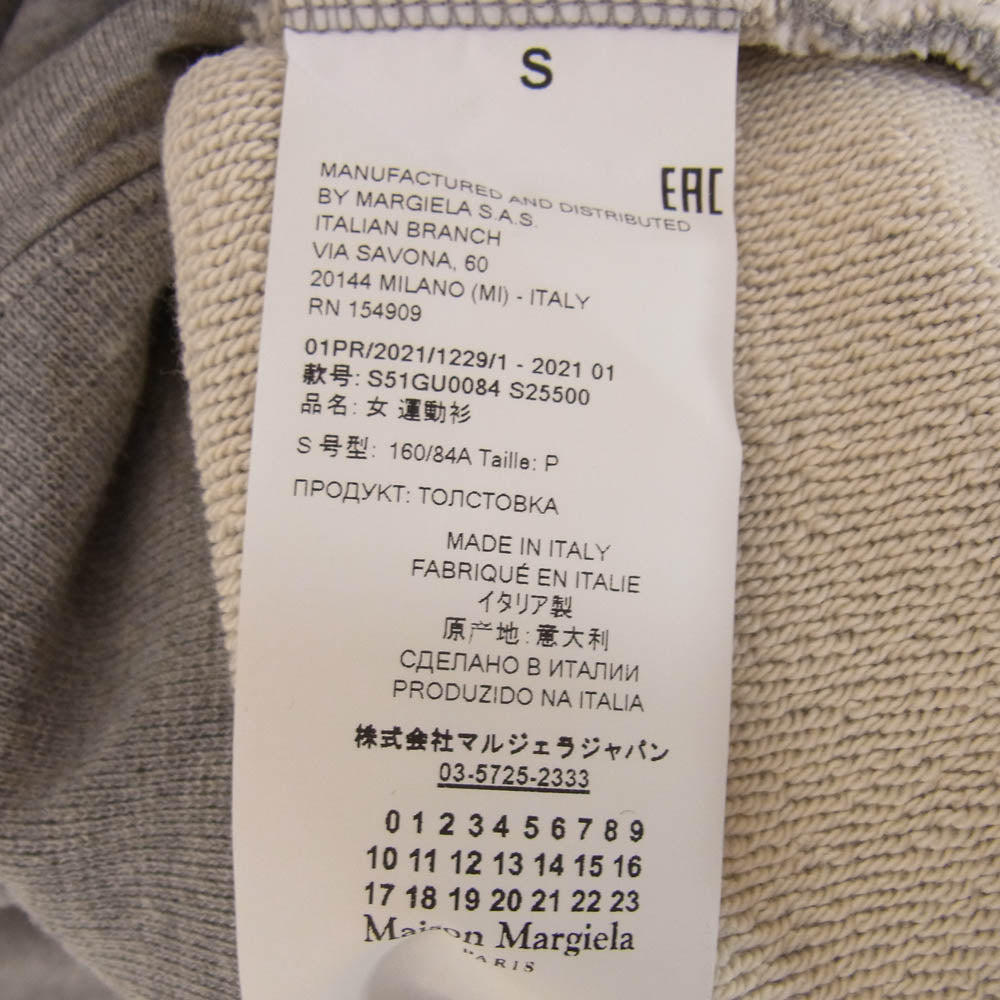 S
EAC
MANUFACTURED AND DISTRIBUTED
BY MARGIELA S.A.S.
ITALIAN BRANCH
VIA SAVONA, 60
20144 MILANO (MI) - ITALY
RN 154909
01PR/2021/1229/1 - 2021 01
款号: S51GU0084 S25500
品名: 女 運動衫
S 号型: 160/84A Taille: P
ПРОДУКТ: ТОЛСТОВКА
MADE IN ITALY
FABRIQUÉ EN ITALIE
イタリア製
原产地: 意大利
СДЕЛАНО В ИТАЛИИ
PRODUZIDO NA ITALIA
株式会社マルジェラジャパン
03-5725-2333
0 1 2 3 4 5 6 7 8 9
10 11 12 13 14 15 16
17 18 19 20 21 22 23
Maison Margiela
PARIS